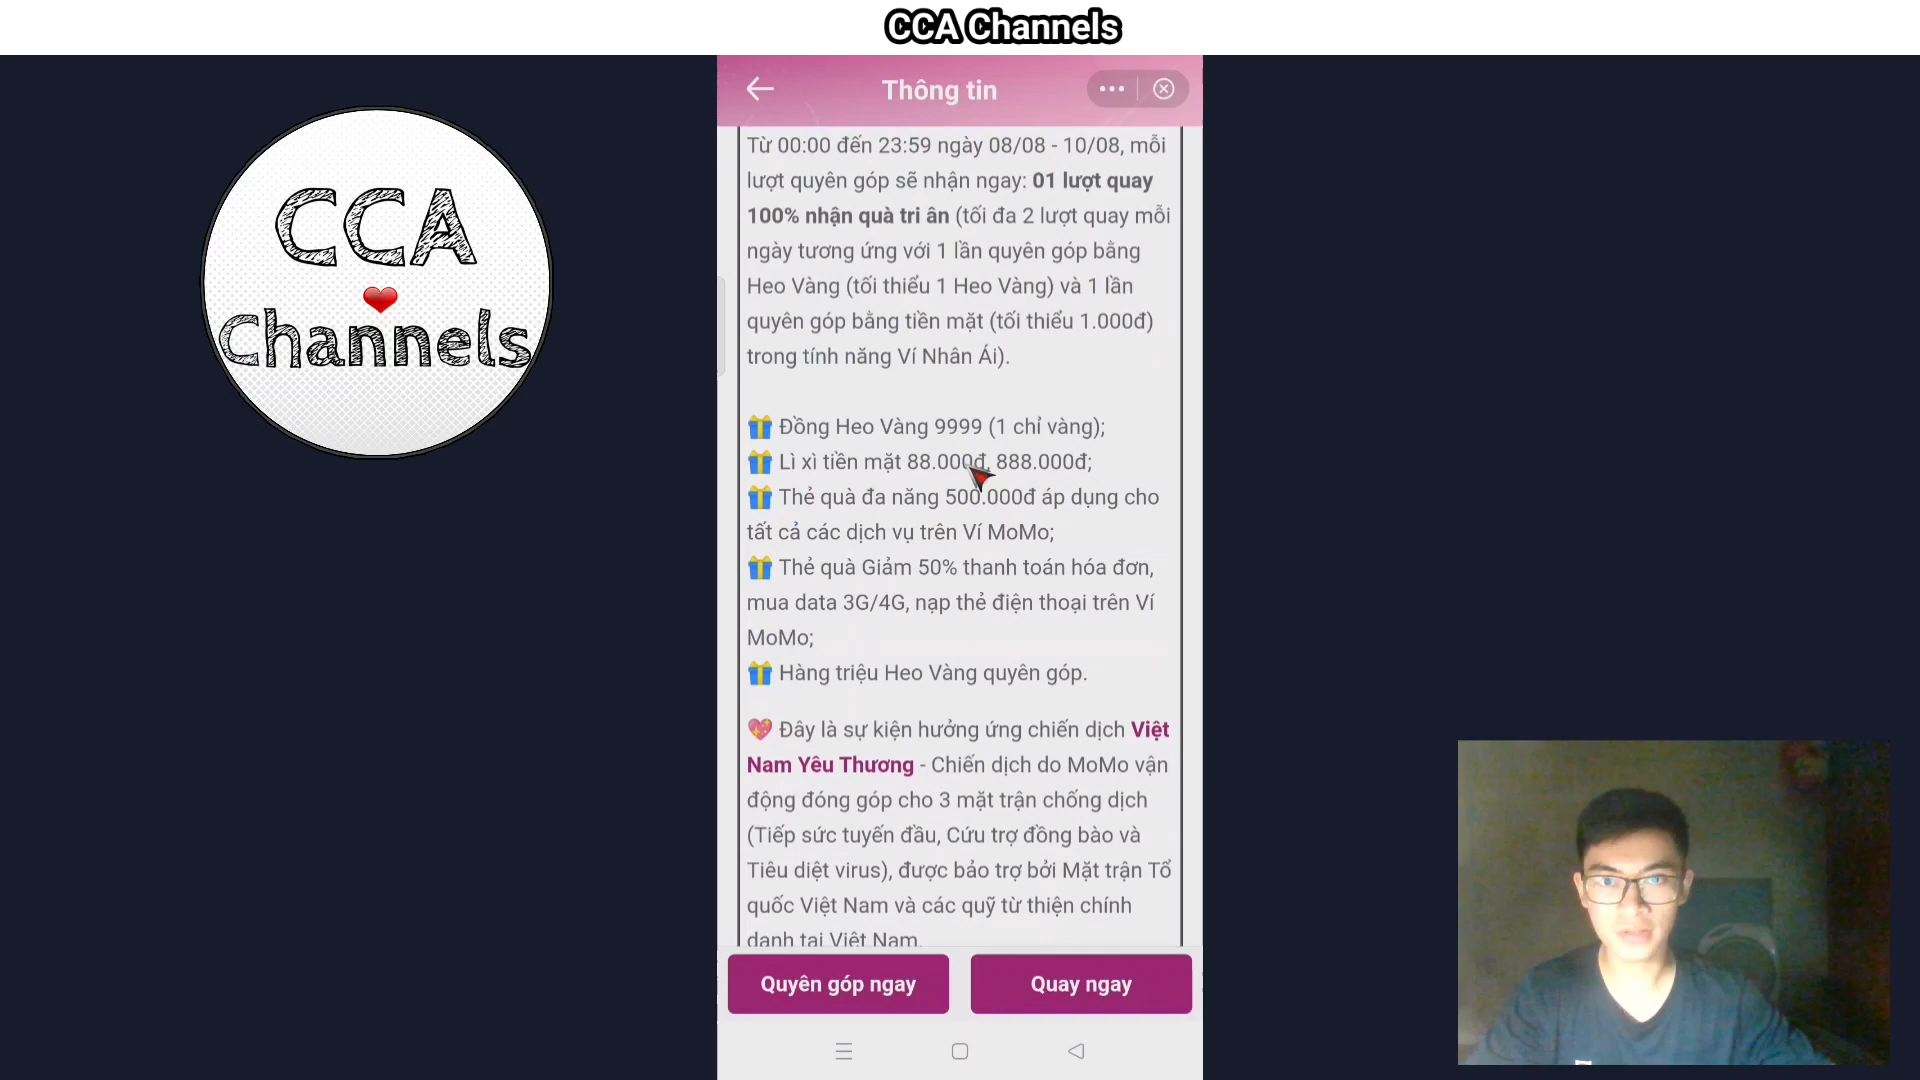 CCA Channels
CCA
Channels
Thông tin
Từ 00:00 đến 23:59 ngày 08/08 - 10/08, mỗi
lượt quyên góp sẽ nhận ngay: 01 lượt quay
100% nhận quà tri ân (tối đa 2 lượt quay mỗi
ngày tương ứng với 1 lần quyên góp bằng
Heo Vàng (tối thiểu 1 Heo Vàng) và 1 lần
quyên góp bằng tiền mặt (tối thiểu 1.000đ)
trong tính năng Ví Nhân Ái).
Đồng Heo Vàng 9999 (1 chỉ vàng);
Lì xì tiền mặt 88.000đ, 888.000đ;
Thẻ quà đa năng 500.000đ áp dụng cho
tất cả các dịch vụ trên Ví MoMo;
Thẻ quà Giảm 50% thanh toán hóa đơn,
mua data 3G/4G, nạp thẻ điện thoại trên Ví
MoMo;
Hàng triệu Heo Vàng quyên góp.
Đây là sự kiện hưởng ứng chiến dịch Việt
Nam Yêu Thương - Chiến dịch do MoMo vận
động đóng góp cho 3 mặt trận chống dịch
(Tiếp sức tuyến đầu, Cứu trợ đồng bào và
Tiêu diệt virus), được bảo trợ bởi Mặt trận Tổ
quốc Việt Nam và các quỹ từ thiện chính
danh tại Việt Nam.
Quyên góp ngay
Quay ngay